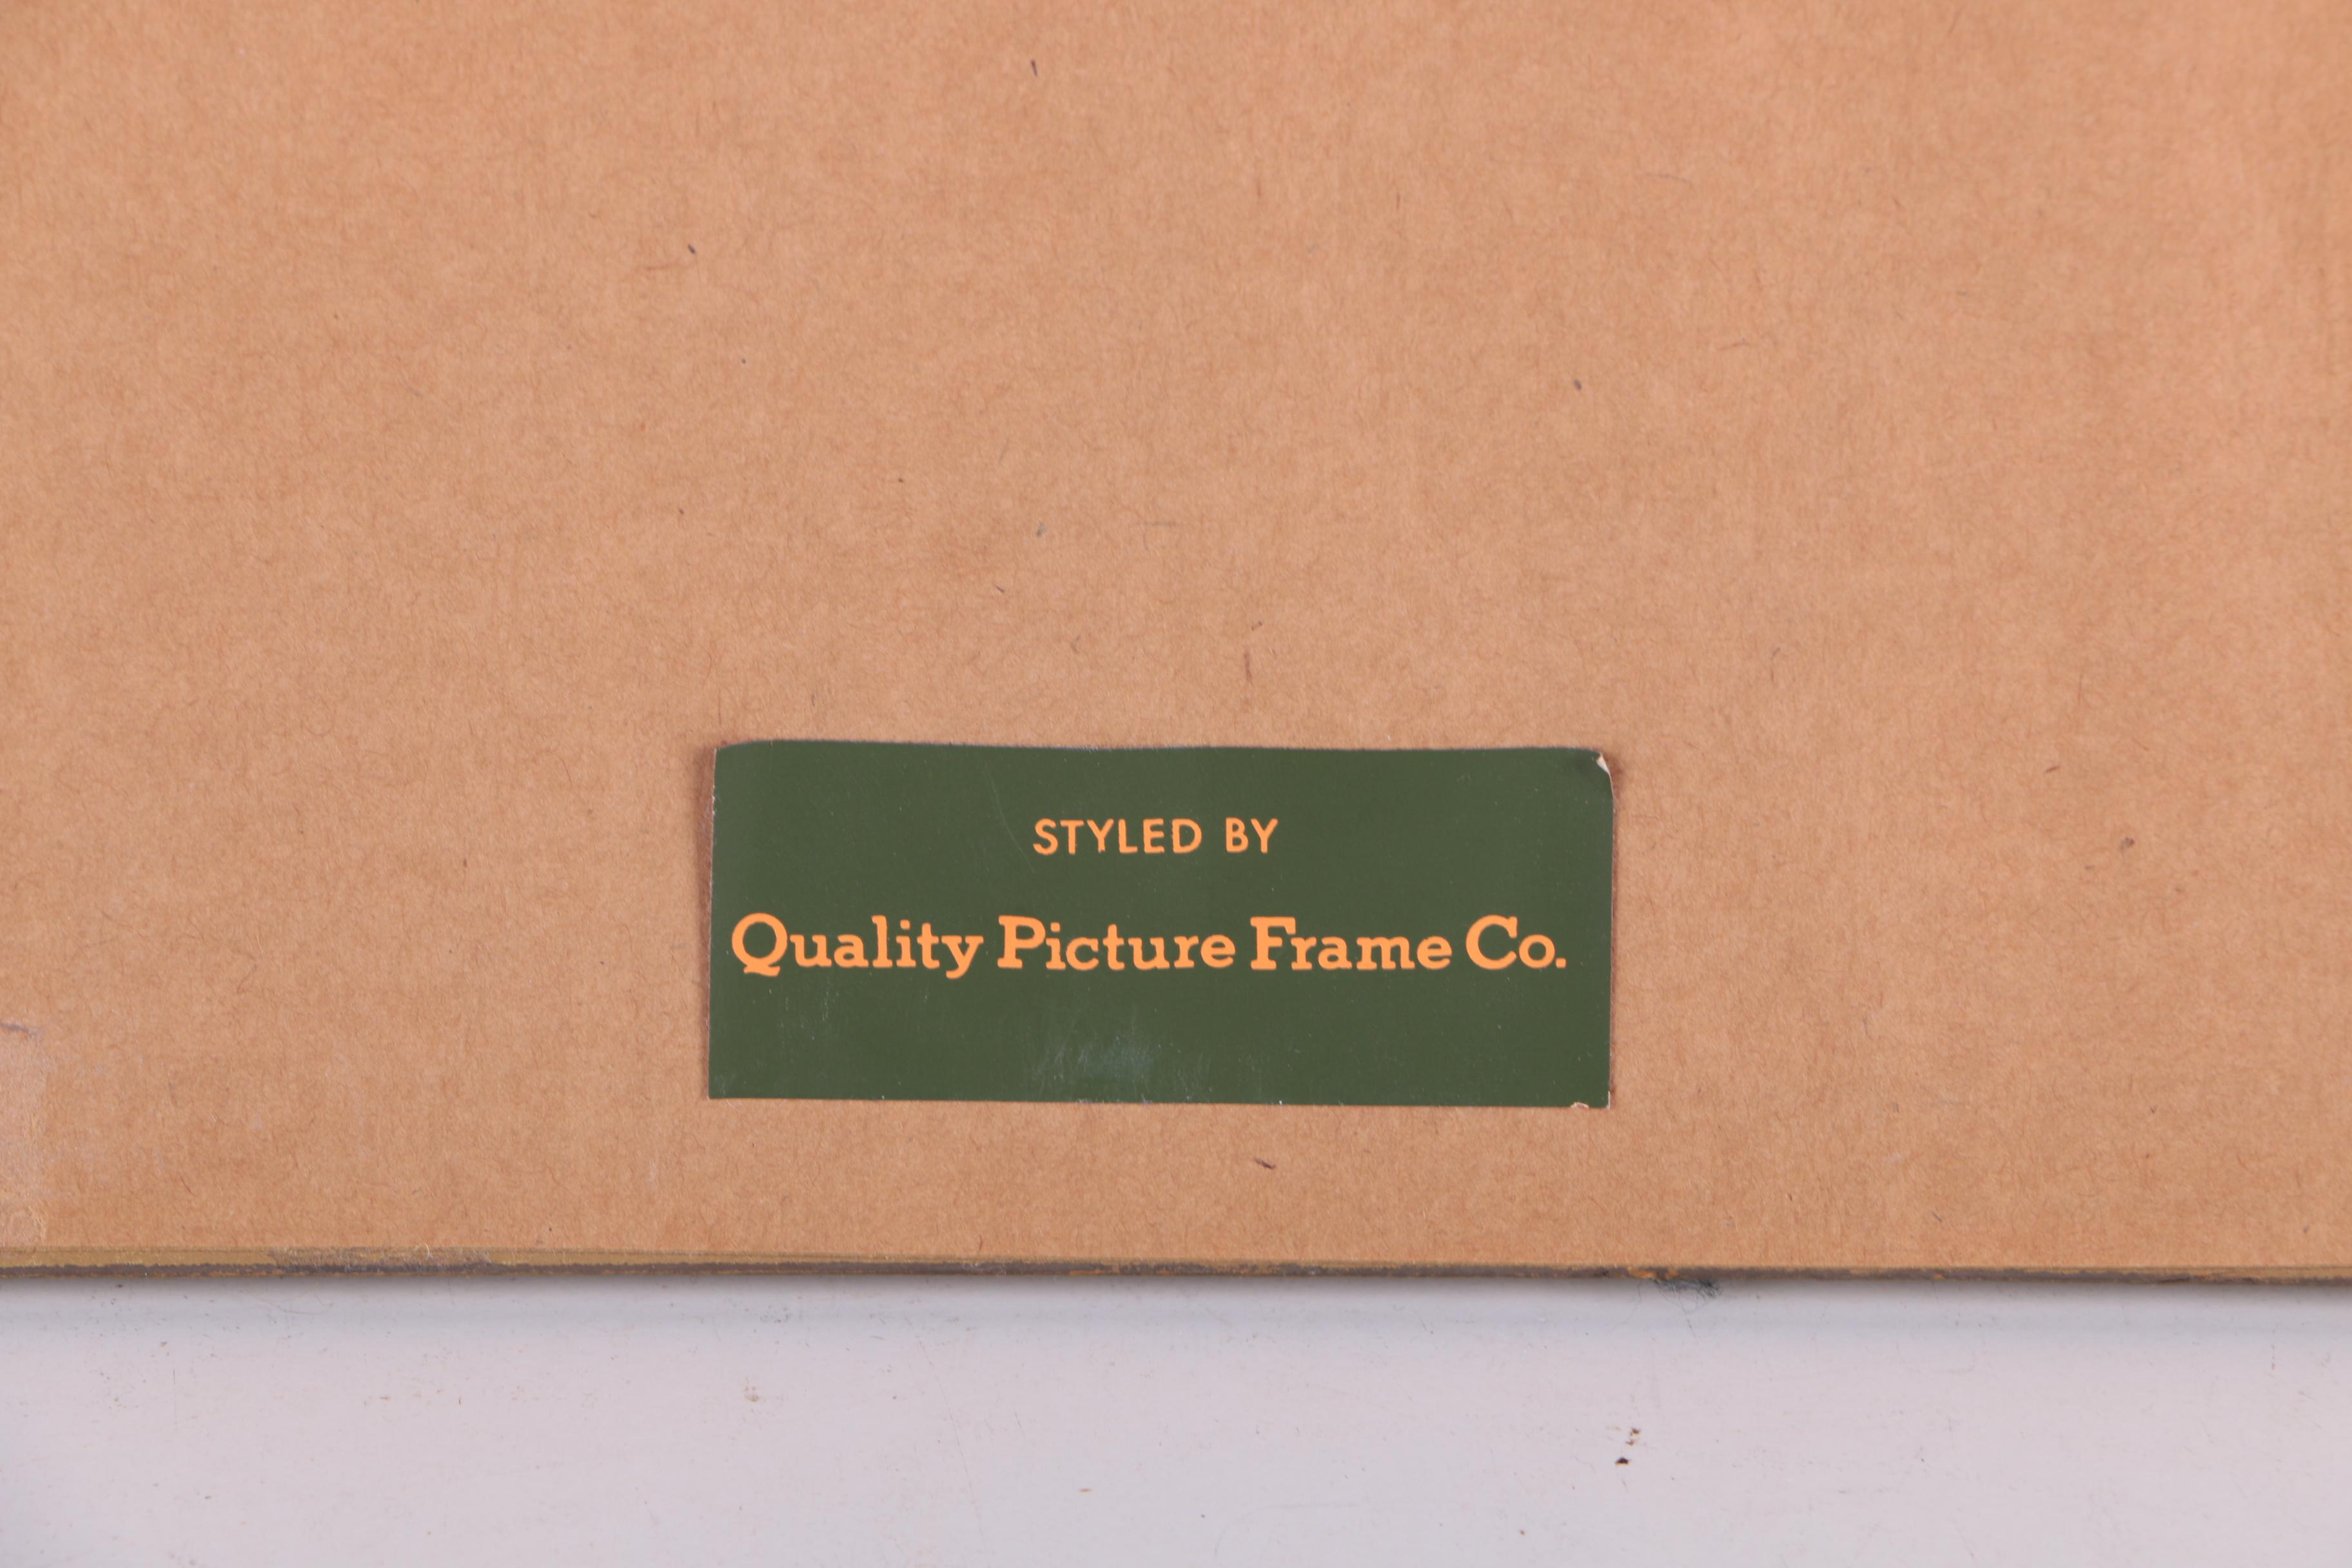 STYLED BY
Quality Picture Frame Co.